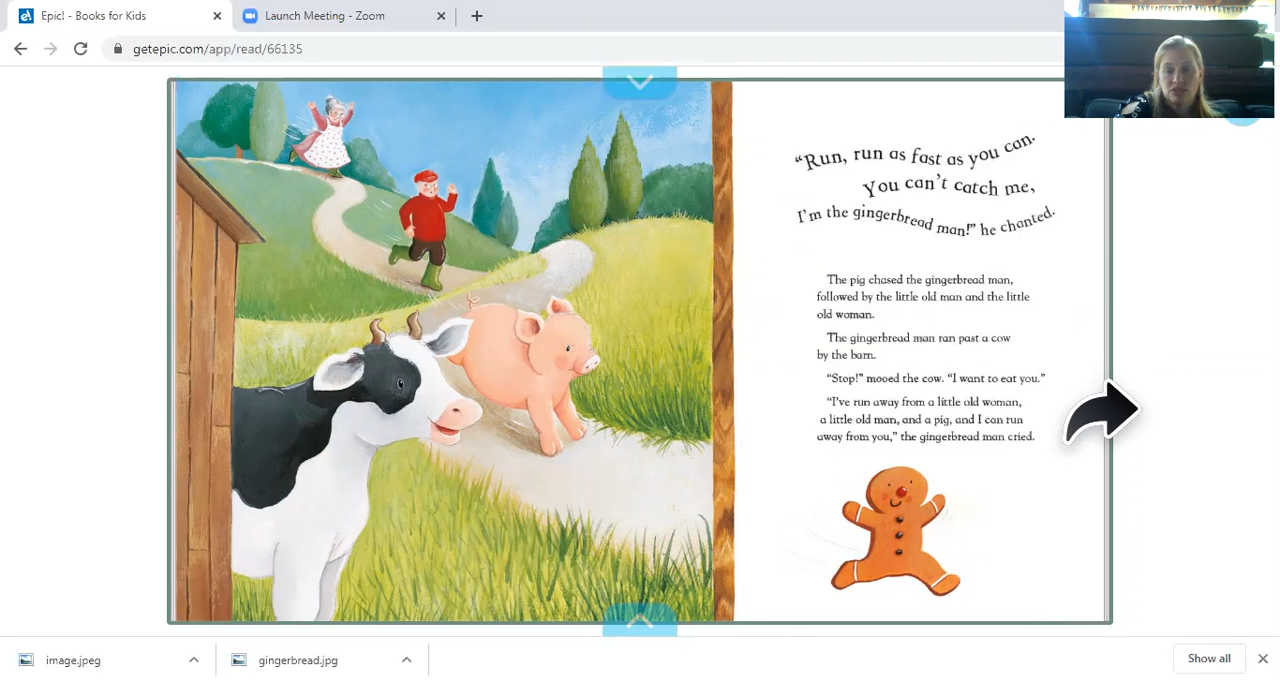 Epic! - Books for Kids
Launch Meeting - Zoom
getepic.com/app/read/66135
“Run, run as fast as you can.
You can’t catch me,
I’m the gingerbread man!” he chanted.
The pig chased the gingerbread man,
followed by the little old man and the little
old woman.
The gingerbread man ran past a cow
by the barn.
“Stop!” mooed the cow. “I want to eat you.”
“I’ve run away from a little old woman,
a little old man, and a pig, and I can run
away from you,” the gingerbread man cried.
image.jpeg
gingerbread.jpg
Show all